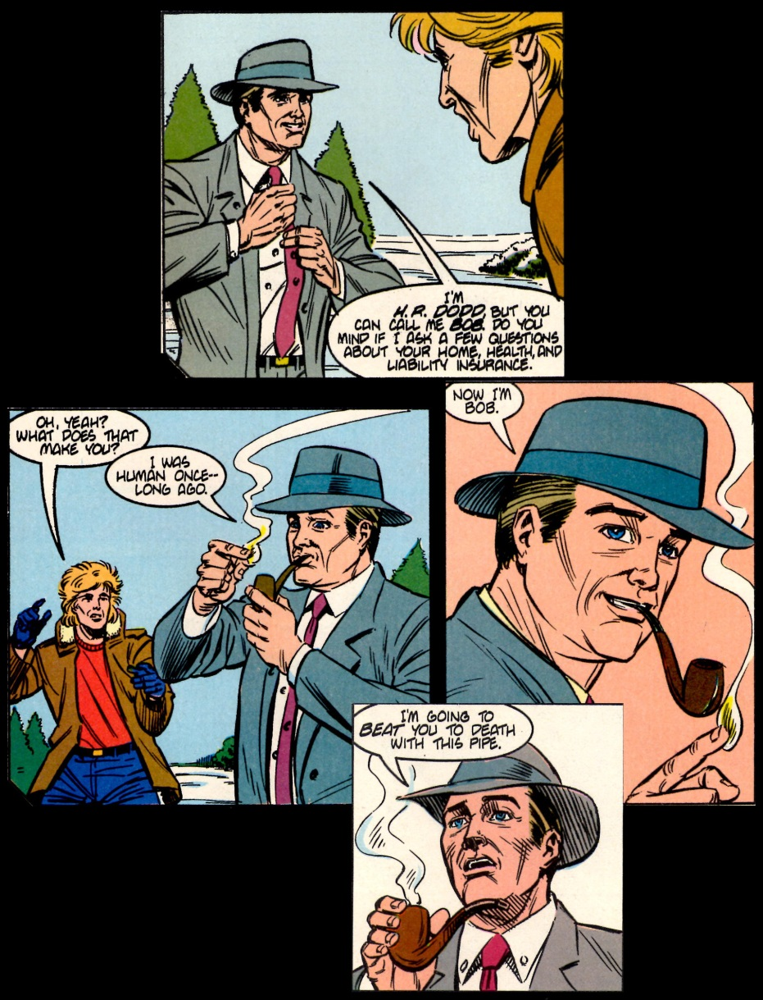 I'M
H. R. DODD, BUT YOU
CAN CALL ME BOB. DO YOU
MIND IF I ASK A FEW QUESTIONS
ABOUT YOUR HOME, HEALTH, AND
LIABILITY INSURANCE.
OH, YEAH?
WHAT DOES THAT
MAKE YOU?
I WAS
HUMAN ONCE--
LONG AGO.
NOW I'M
BOB.
I'M GOING TO
BEAT YOU TO DEATH
WITH THIS PIPE.